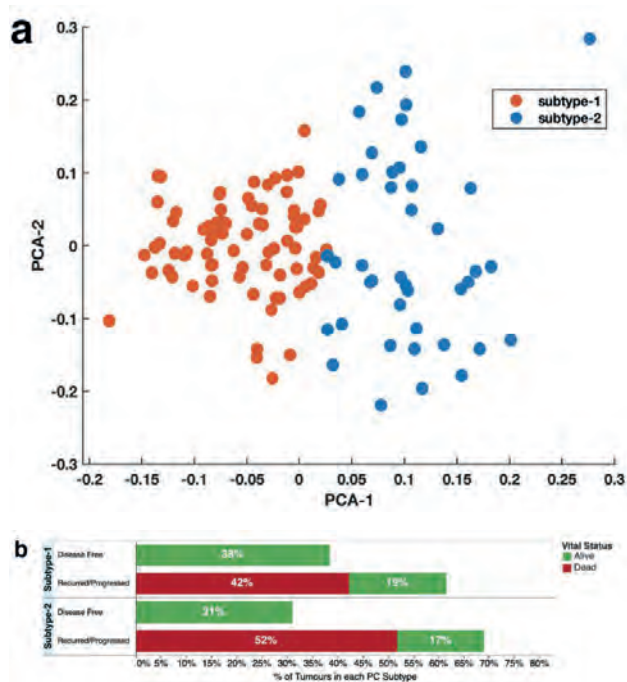 a
0.3
0.2
0.1
0
-0.1
-0.2
-0.3
PCA-2
subtype-1
subtype-2
-0.2
-0.15
-0.1
-0.05
0
0.05
0.1
0.15
0.2
0.25
0.3
PCA-1
b
Subtype-1
Disease Free
38%
Recurred/Progressed
42%
19%
Subtype-2
Disease Free
31%
Recurred/Progressed
52%
17%
0%
5%
10%
15%
20%
25%
30%
35%
40%
45%
50%
55%
60%
65%
70%
75%
80%
% of Tumours in each PC Subtype
Vital Status
Alive
Dead